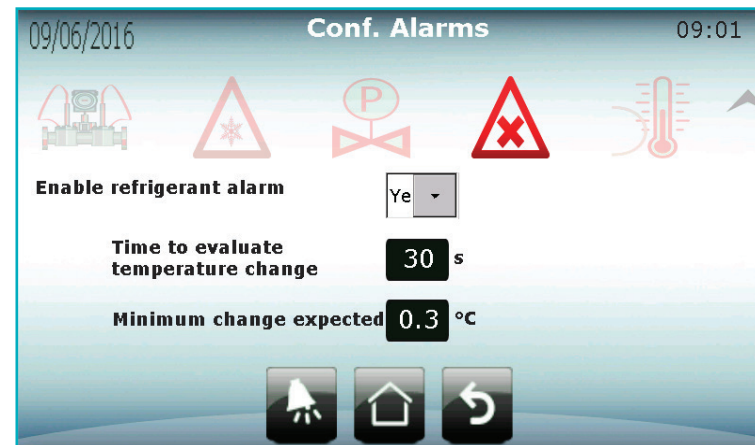 09/06/2016 Conf. Alarms 09:01
P
Enable refrigerant alarm Ye
Time to evaluate
temperature change 30 s
Minimum change expected 0.3 °C